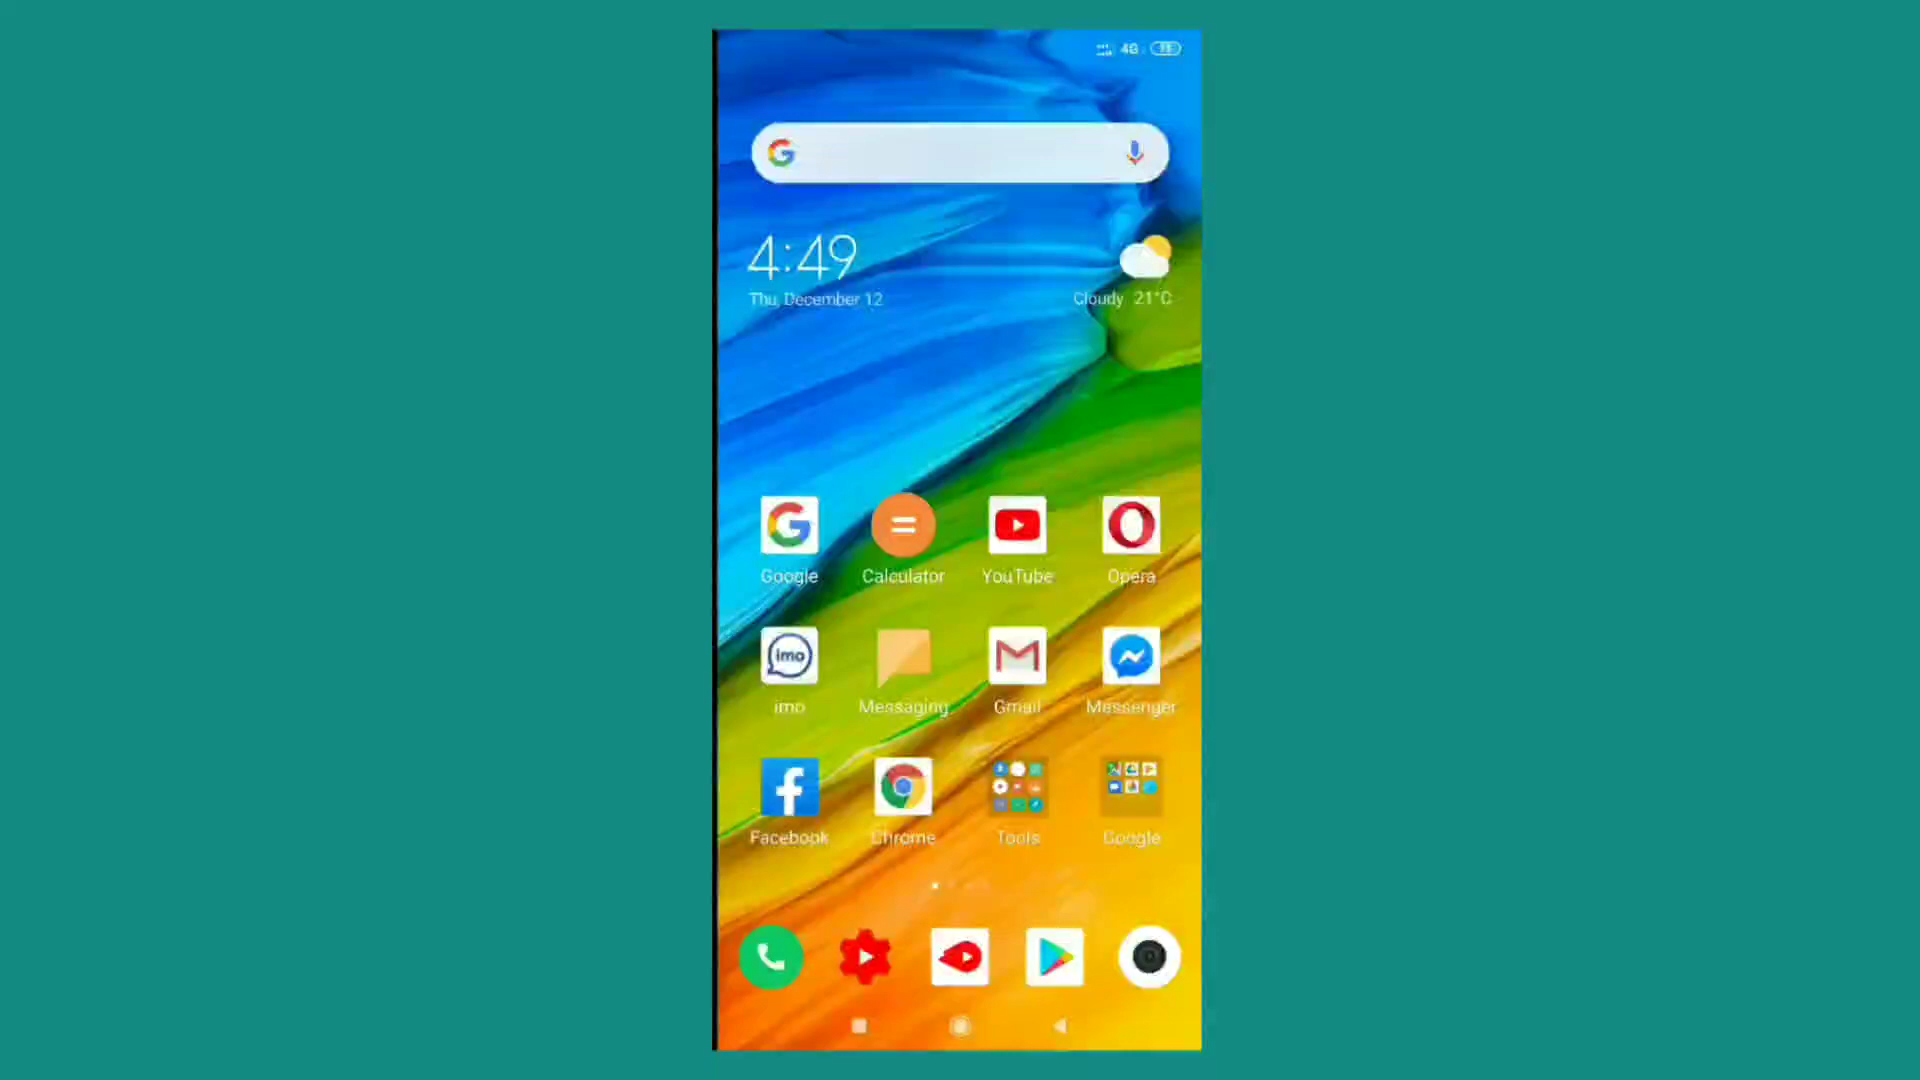 4G
4:49
Thu, December 12
Cloudy 21°C
Google
Calculator
YouTube
Opera
imo
imo
Messaging
Gmail
Messenger
Facebook
Chrome
Tools
Google